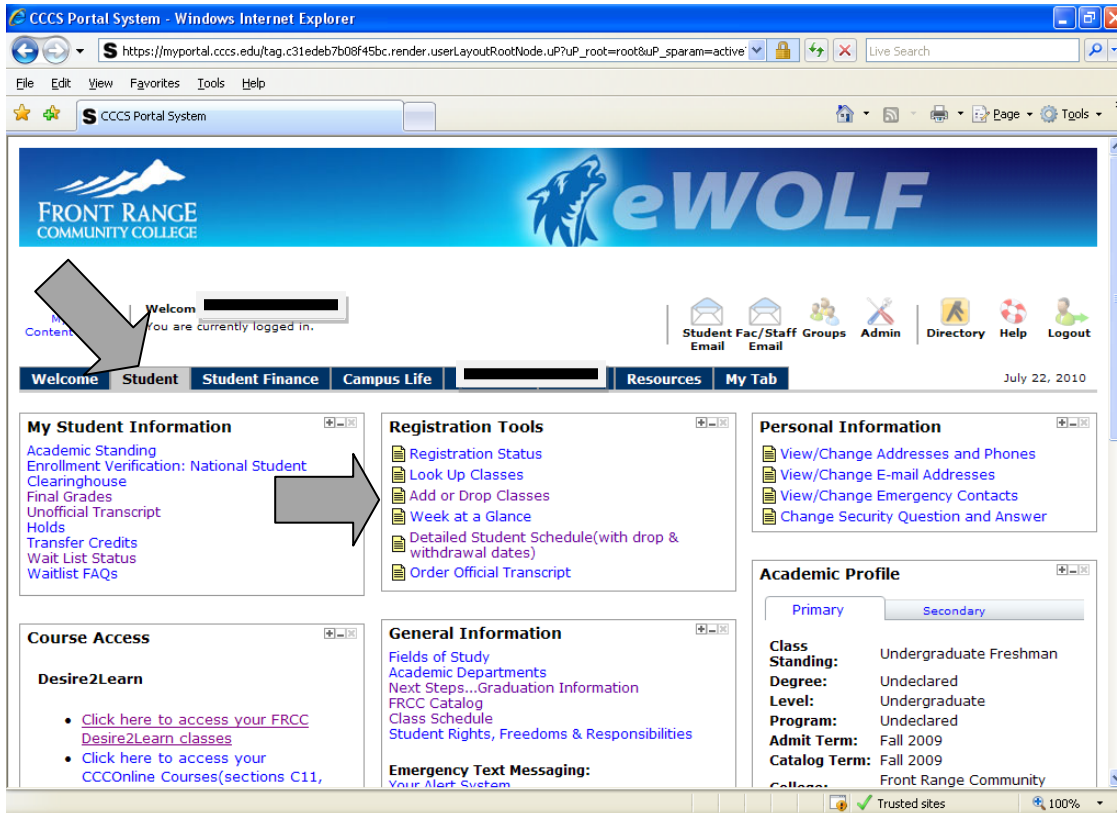 CCCS Portal System - Windows Internet Explorer
https://myportal.cccs.edu/tag.c31edeb7b08f45bc.render.userLayoutRootNode.uP?uP_root=root&uP_sparam=active
Live Search
File Edit View Favorites Tools Help
S CCCS Portal System
Page Tools
FRONT RANGE
COMMUNITY COLLEGE
eWOLF
Content
Welcom
You are currently logged in.
Student Email
Fac/Staff Email
Groups
Admin
Directory
Help
Logout
Welcome Student Student Finance Campus Life Resources My Tab July 22, 2010
My Student Information
Academic Standing
Enrollment Verification: National Student
Clearinghouse
Final Grades
Unofficial Transcript
Holds
Transfer Credits
Wait List Status
Waitlist FAQs
Course Access
Desire2Learn
• Click here to access your FRCC
Desire2Learn classes
• Click here to access your
CCCOnline Courses(sections C11,
Registration Tools
Registration Status
Look Up Classes
Add or Drop Classes
Week at a Glance
Detailed Student Schedule(with drop &
withdrawal dates)
Order Official Transcript
General Information
Fields of Study
Academic Departments
Next Steps...Graduation Information
FRCC Catalog
Class Schedule
Student Rights, Freedoms & Responsibilities
Emergency Text Messaging:
Your Alert System
Personal Information
View/Change Addresses and Phones
View/Change E-mail Addresses
View/Change Emergency Contacts
Change Security Question and Answer
Academic Profile
Primary Secondary
Class
Standing: Undergraduate Freshman
Degree: Undeclared
Level: Undergraduate
Program: Undeclared
Admit Term: Fall 2009
Catalog Term: Fall 2009
College: Front Range Community
Trusted sites 100%